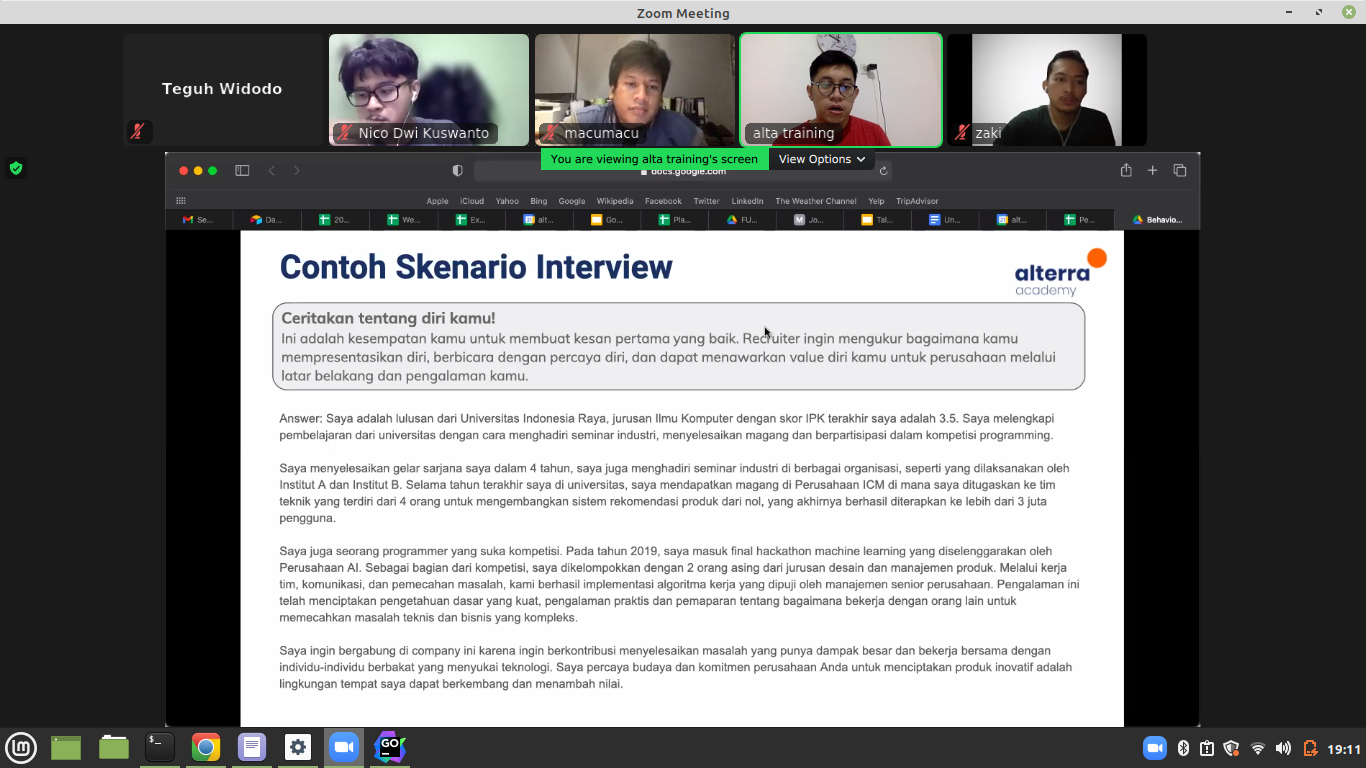 Zoom Meeting
Teguh Widodo
Nico Dwi Kuswanto
macumacu
alta training
zaki
You are viewing alta training's screen
View Options
docs.google.com
Apple iCloud Yahoo Bing Google Wikipedia Facebook Twitter LinkedIn The Weather Channel Yelp TripAdvisor
Se... Da... 20... We... Ex... alt... Go... Pla... FU... Jo... Tal... Un... alt... Pe... Behavio...
Contoh Skenario Interview
alterra
academy
Ceritakan tentang diri kamu!
Ini adalah kesempatan kamu untuk membuat kesan pertama yang baik. Recruiter ingin mengukur bagaimana kamu
mempresentasikan diri, berbicara dengan percaya diri, dan dapat menawarkan value diri kamu untuk perusahaan melalui
latar belakang dan pengalaman kamu.
Answer: Saya adalah lulusan dari Universitas Indonesia Raya, jurusan Ilmu Komputer dengan skor IPK terakhir saya adalah 3.5. Saya melengkapi
pembelajaran dari universitas dengan cara menghadiri seminar industri, menyelesaikan magang dan berpartisipasi dalam kompetisi programming.
Saya menyelesaikan gelar sarjana saya dalam 4 tahun, saya juga menghadiri seminar industri di berbagai organisasi, seperti yang dilaksanakan oleh
Institut A dan Institut B. Selama tahun terakhir saya di universitas, saya mendapatkan magang di Perusahaan ICM di mana saya ditugaskan ke tim
teknik yang terdiri dari 4 orang untuk mengembangkan sistem rekomendasi produk dari nol, yang akhirnya berhasil diterapkan ke lebih dari 3 juta
pengguna.
Saya juga seorang programmer yang suka kompetisi. Pada tahun 2019, saya masuk final hackathon machine learning yang diselenggarakan oleh
Perusahaan AI. Sebagai bagian dari kompetisi, saya dikelompokkan dengan 2 orang asing dari jurusan desain dan manajemen produk. Melalui kerja
tim, komunikasi, dan pemecahan masalah, kami berhasil implementasi algoritma kerja yang dipuji oleh manajemen senior perusahaan. Pengalaman ini
telah menciptakan pengetahuan dasar yang kuat, pengalaman praktis dan pemaparan tentang bagaimana bekerja dengan orang lain untuk
memecahkan masalah teknis dan bisnis yang kompleks.
Saya ingin bergabung di company ini karena ingin berkontribusi menyelesaikan masalah yang punya dampak besar dan bekerja bersama dengan
individu-individu berbakat yang menyukai teknologi. Saya percaya budaya dan komitmen perusahaan Anda untuk menciptakan produk inovatif adalah
lingkungan tempat saya dapat berkembang dan menambah nilai.
GO
19:11